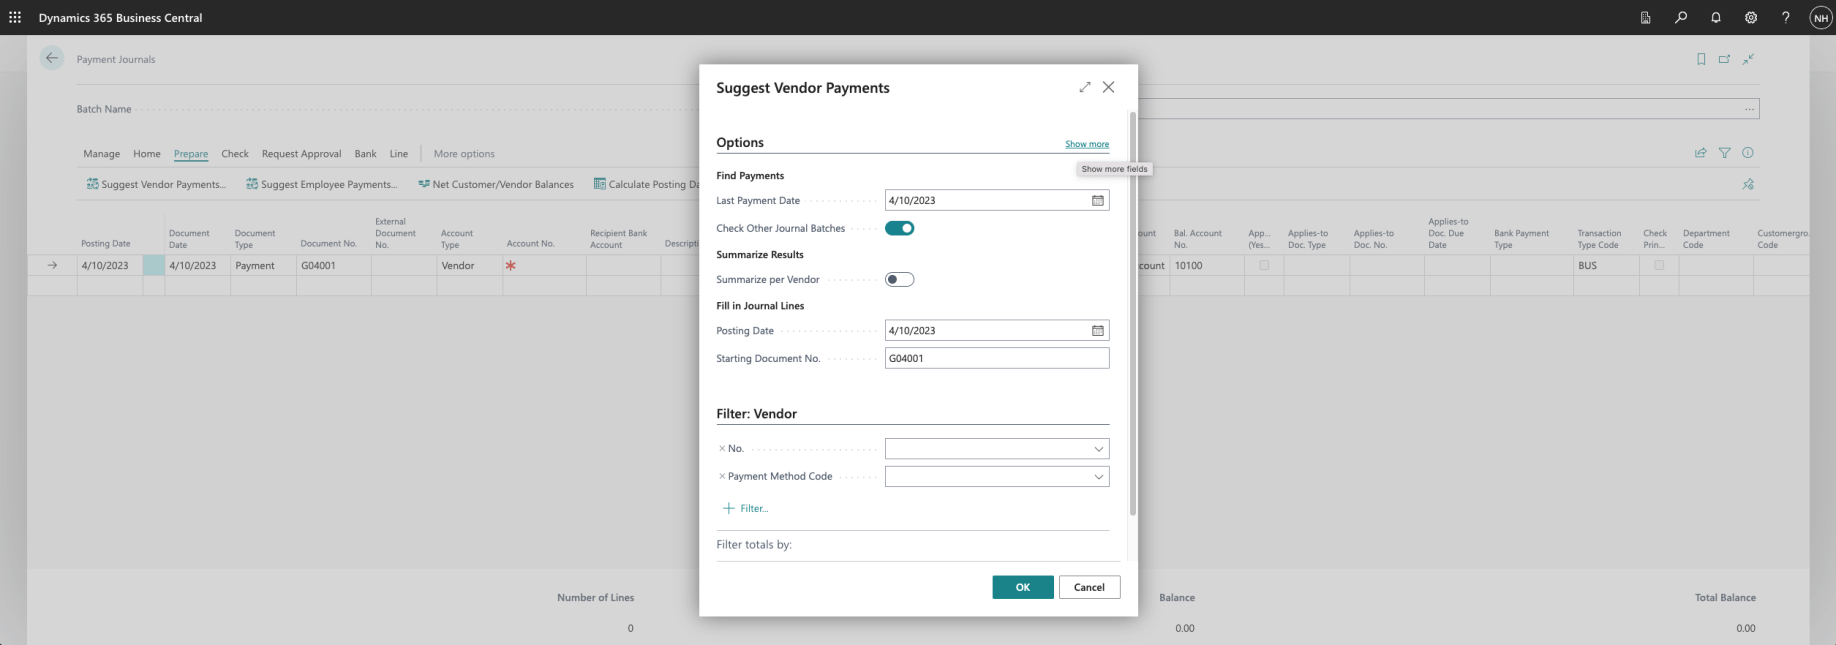 Dynamics 365 Business Central
NH
Payment Journals
Batch Name
Manage Home Prepare Check Request Approval Bank Line More options
Suggest Vendor Payments... Suggest Employee Payments... Net Customer/Vendor Balances Calculate Posting Da
Posting Date
Document
Date
Document
Type
Document No.
External
Document
No.
Account
Type
Account No.
Recipient Bank
Account
Descripti
ount
Bal. Account
No.
App...
(Yes...
Applies-to
Doc. Type
Applies-to
Doc. No.
Applies-to
Doc. Due
Date
Bank Payment
Type
Transaction
Type Code
Check
Prin...
Department
Code
Customergro...
Code
4/10/2023 4/10/2023 Payment G04001 Vendor * count 10100 BUS
Suggest Vendor Payments
Options Show more
Show more fields
Find Payments
Last Payment Date 4/10/2023
Check Other Journal Batches
Summarize Results
Summarize per Vendor
Fill in Journal Lines
Posting Date 4/10/2023
Starting Document No. G04001
Filter: Vendor
× No.
× Payment Method Code
+ Filter...
Filter totals by:
OK Cancel
Number of Lines Balance Total Balance
0 0.00 0.00